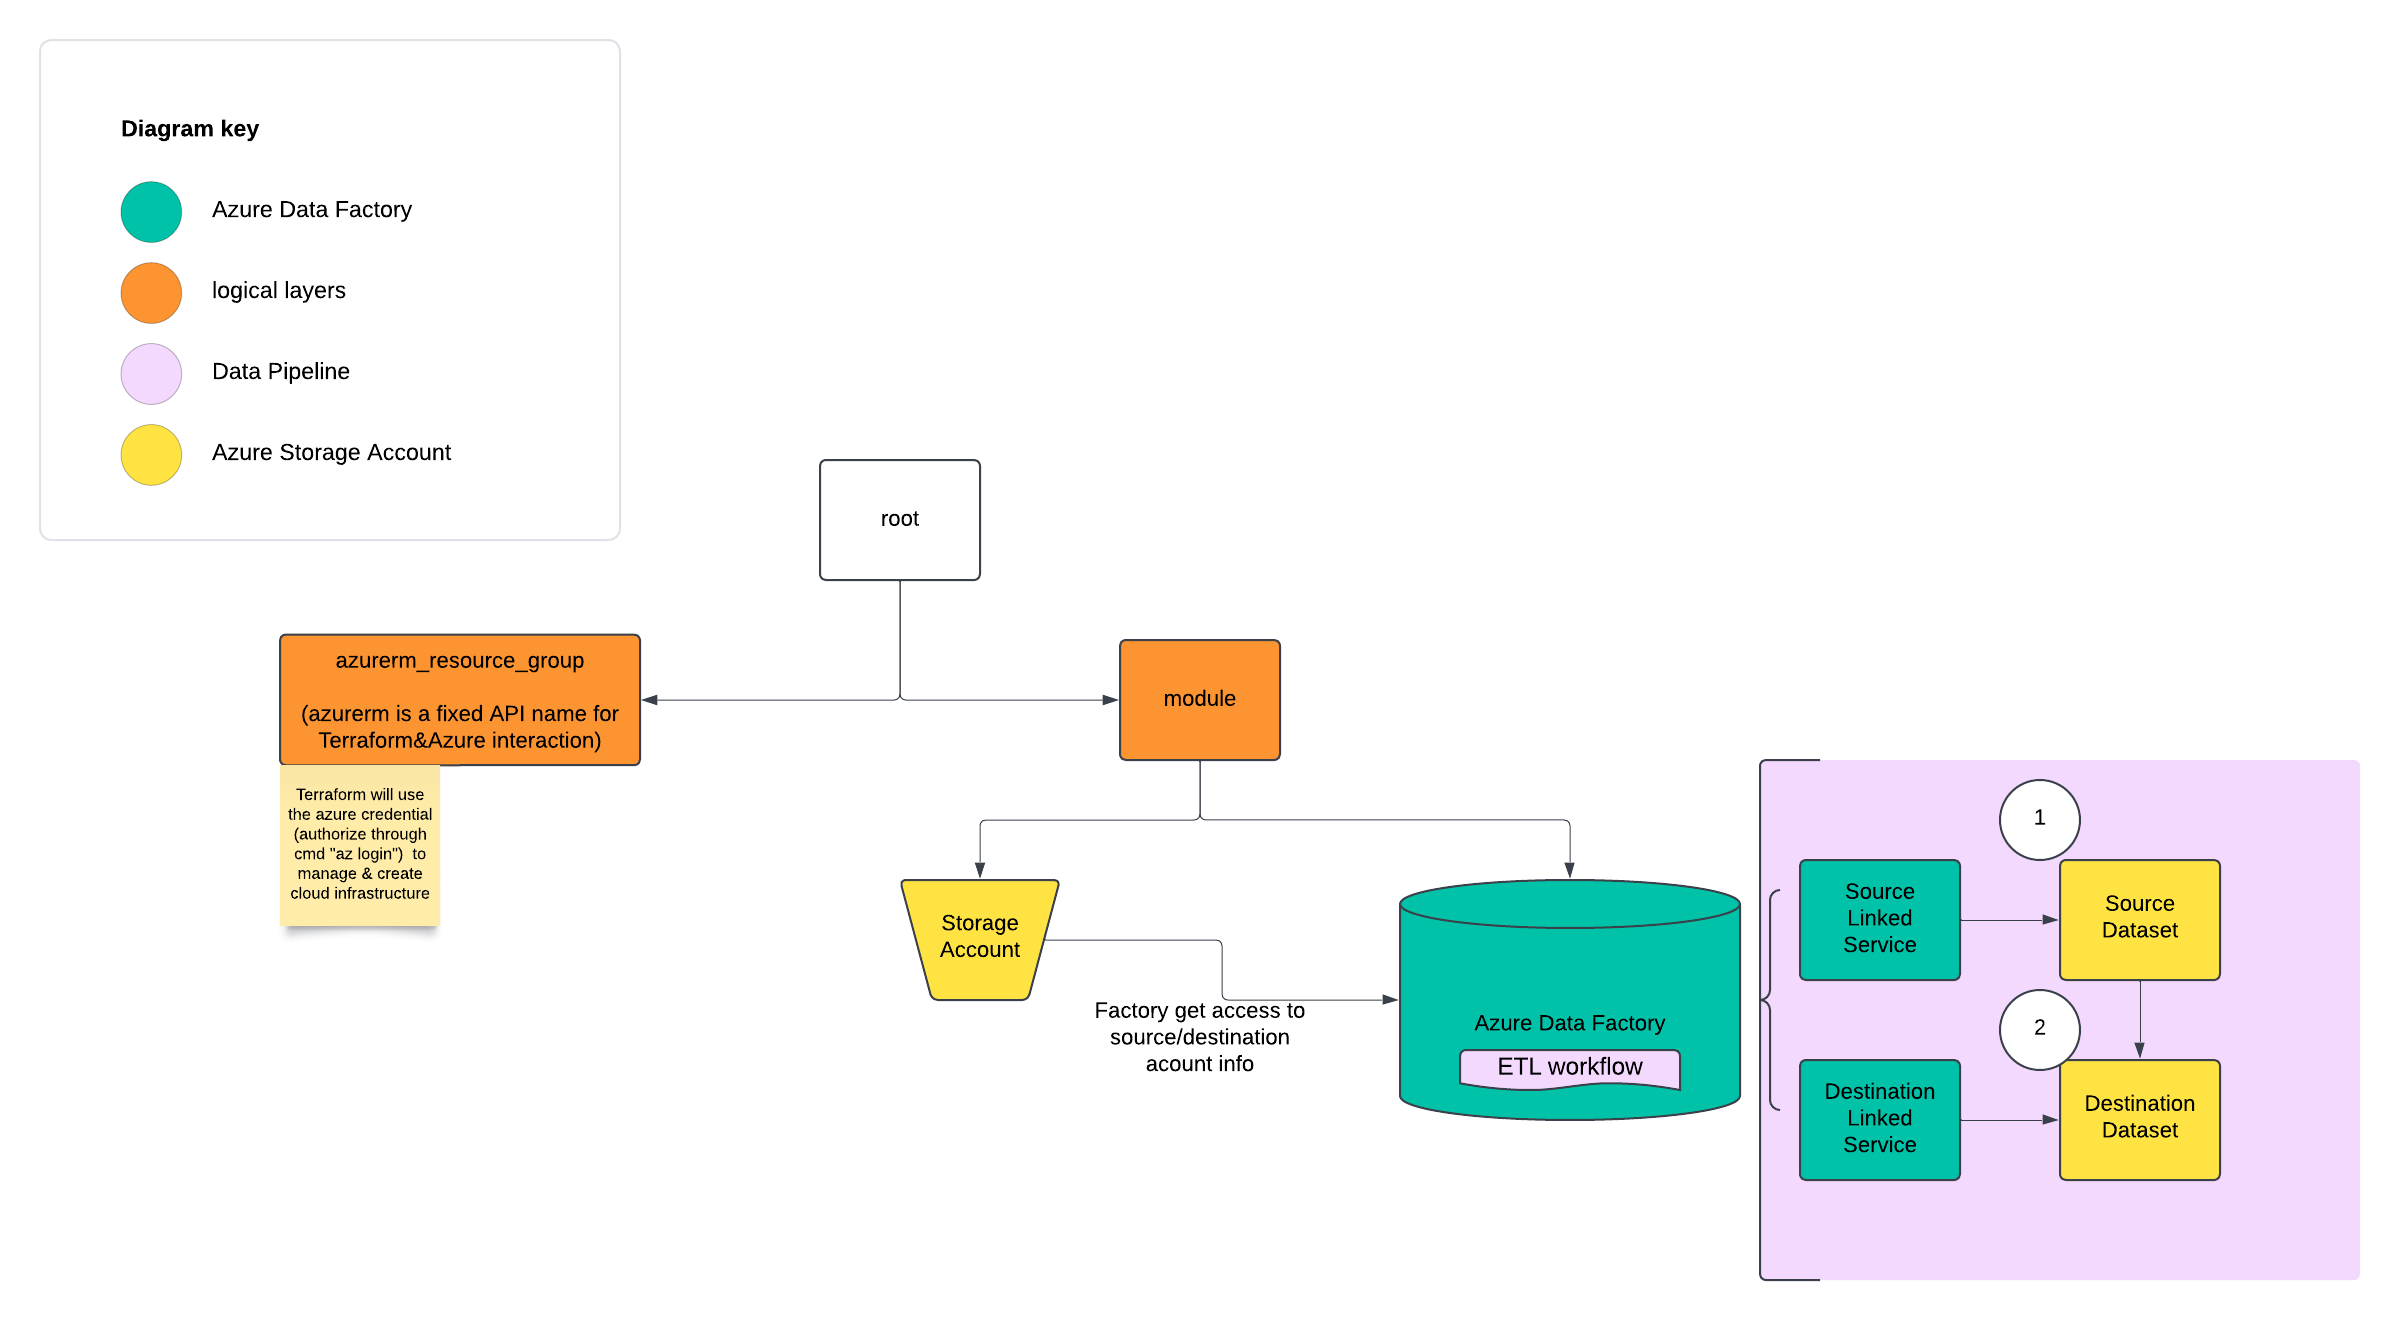 Diagram key
Azure Data Factory
logical layers
Data Pipeline
Azure Storage Account
root
azurerm_resource_group
(azurerm is a fixed API name for
Terraform&Azure interaction)
Terraform will use
the azure credential
(authorize through
cmd "az login")  to
manage & create
cloud infrastructure
module
Storage
Account
Factory get access to
source/destination
acount info
Azure Data Factory
ETL workflow
1
Source
Linked
Service
Source
Dataset
2
Destination
Linked
Service
Destination
Dataset